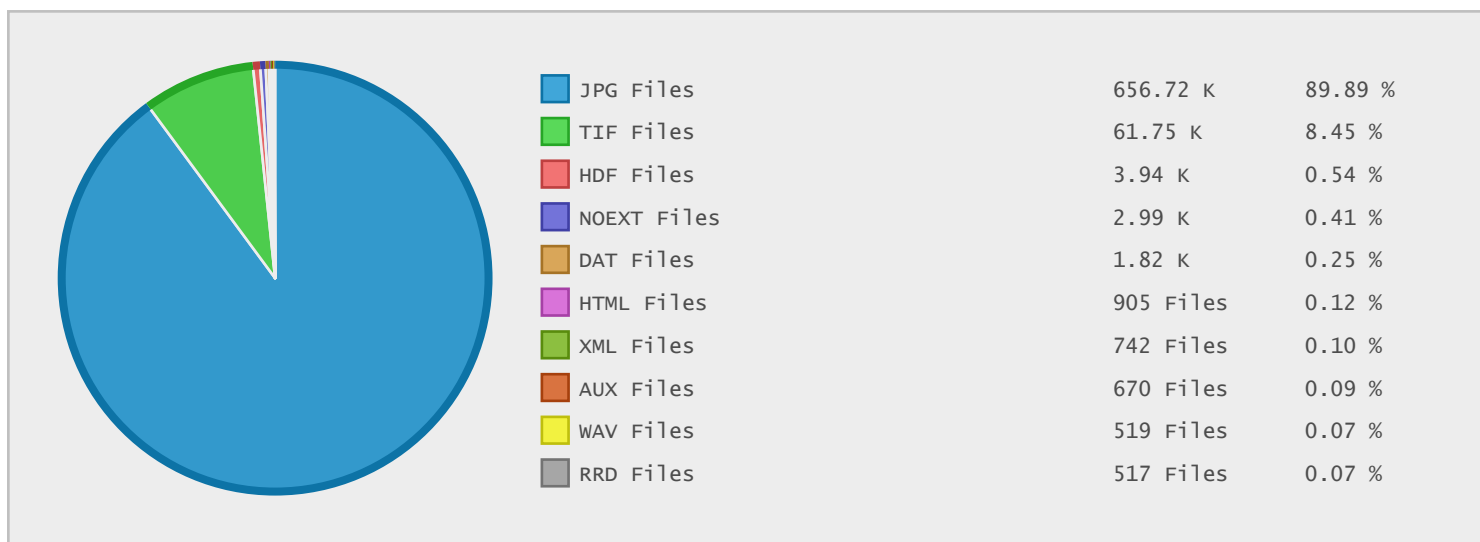 JPG Files 656.72 K 89.89 %
TIF Files 61.75 K 8.45 %
HDF Files 3.94 K 0.54 %
NOEXT Files 2.99 K 0.41 %
DAT Files 1.82 K 0.25 %
HTML Files 905 Files 0.12 %
XML Files 742 Files 0.10 %
AUX Files 670 Files 0.09 %
WAV Files 519 Files 0.07 %
RRD Files 517 Files 0.07 %